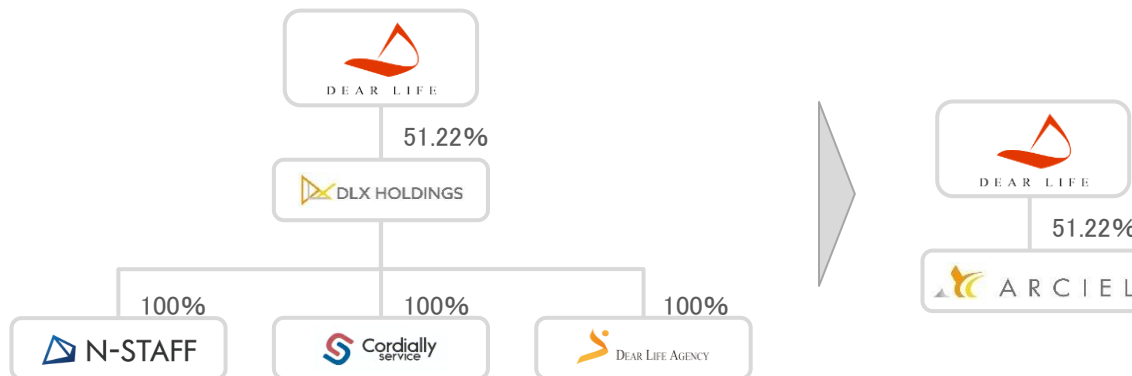 DEAR LIFE
51.22%
DLX HOLDINGS
100%
100%
100%
N-STAFF
Cordially
service
DEAR LIFE AGENCY
DEAR LIFE
51.22%
ARCIEL